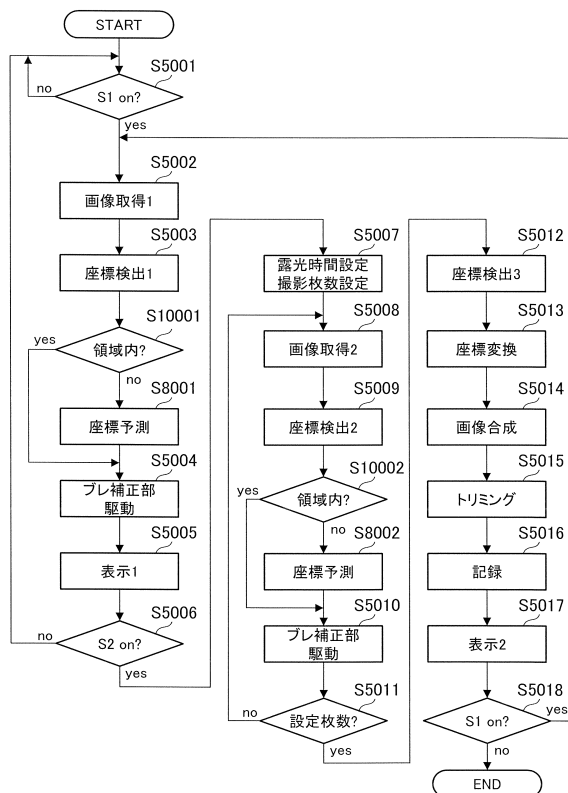 START
S5001
S1 on?
no
yes
S5002
画像取得1
S5003
座標検出1
S10001
領域内?
yes
no
S8001
座標予測
S5004
ブレ補正部
駆動
S5005
表示1
S5006
S2 on?
no
yes
S5007
露光時間設定
撮影枚数設定
S5008
画像取得2
S5009
座標検出2
S10002
領域内?
yes
no
S8002
座標予測
S5010
ブレ補正部
駆動
S5011
設定枚数?
no
yes
S5012
座標検出3
S5013
座標変換
S5014
画像合成
S5015
トリミング
S5016
記録
S5017
表示2
S5018
S1 on?
yes
no
END